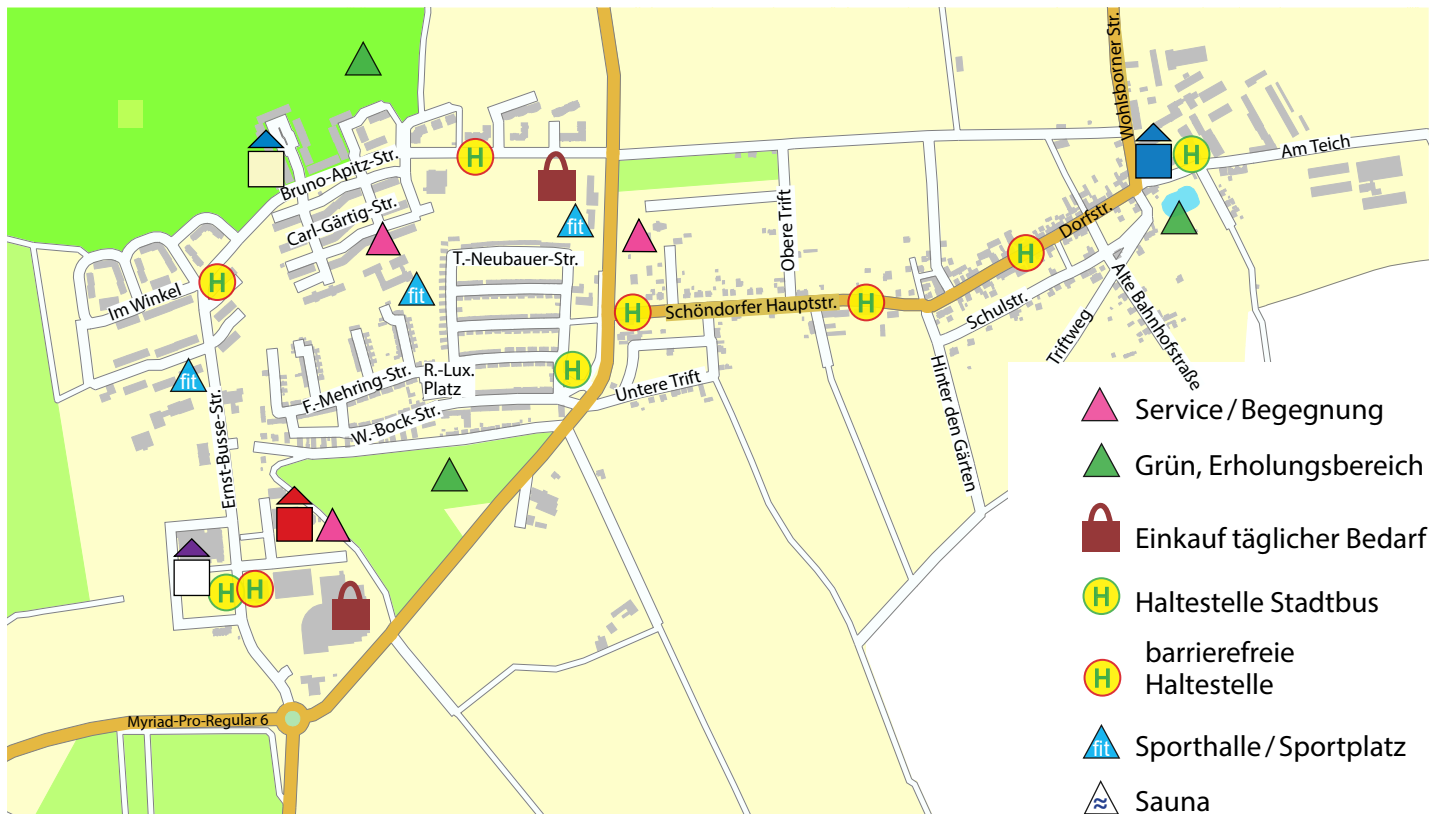 Wohlsborner Str.
Am Teich
H
H
Bruno-Apitz-Str.
Carl-Gärtig-Str.
fit
Obere Trift
Dorfstr.
T.-Neubauer-Str.
H
H
Im Winkel
fit
Schöndorfer Hauptstr.
H
H
Schulstr.
Alte Bahnhofstraße
Triftweg
fit
F.-Mehring-Str.
R.-Lux.
Platz
H
Untere Trift
Hinter den Gärten
W.-Bock-Str.
Ernst-Busse-Str.
H
H
Myriad-Pro-Regular 6
Service / Begegnung
Grün, Erholungsbereich
Einkauf täglicher Bedarf
H
Haltestelle Stadtbus
H
barrierefreie
Haltestelle
fit
Sporthalle / Sportplatz
Sauna